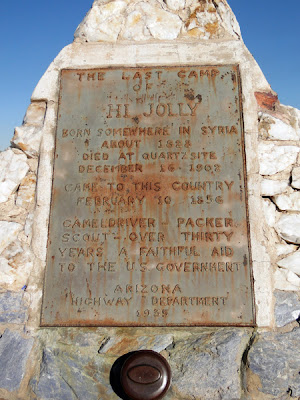 THE LAST CAMP
OF
HI JOLLY
BORN SOMEWHERE IN SYRIA
ABOUT 1828
DIED AT QUARTZSITE
DECEMBER 16 1902
CAME TO THIS COUNTRY
FEBRUARY 10 1856
CAMELDRIVER PACKER
SCOUT-OVER THIRTY
YEARS A FAITHFUL AID
TO THE U.S. GOVERNMENT
ARIZONA
HIGHWAY DEPARTMENT
1935